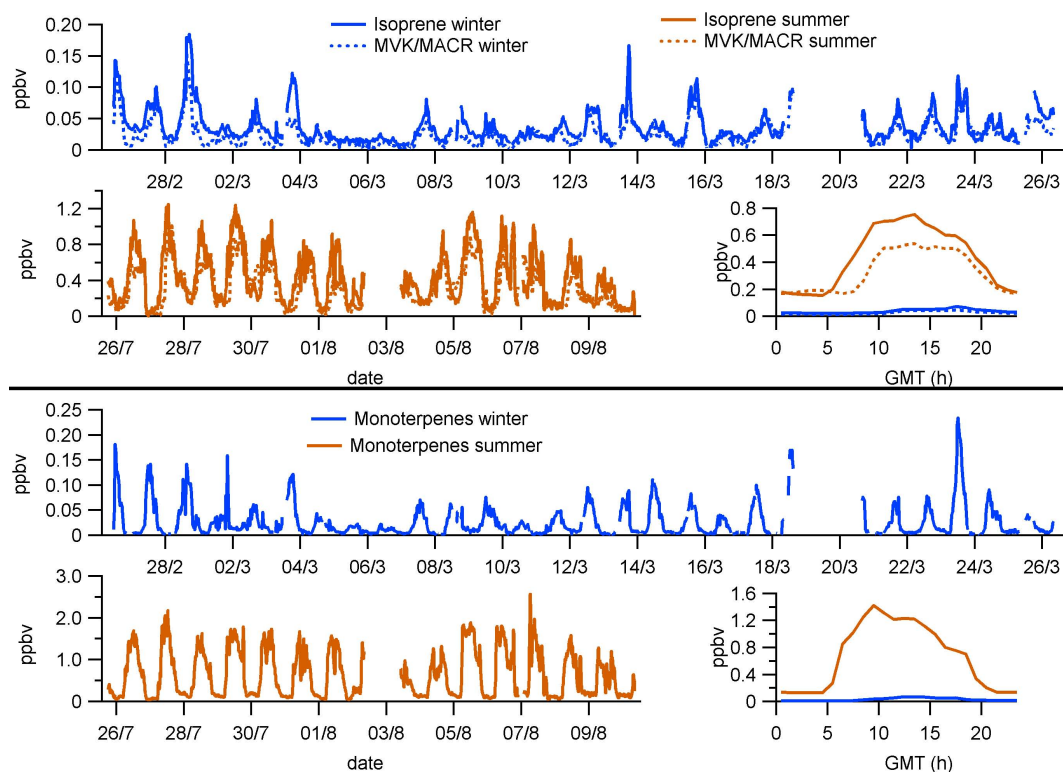 Isoprene winter
MVK/MACR winter
Isoprene summer
MVK/MACR summer
ppbv
0.20
0.15
0.10
0.05
0
28/2 02/3 04/3 06/3 08/3 10/3 12/3 14/3 16/3 18/3 20/3 22/3 24/3 26/3
ppbv
1.2
0.8
0.4
0
26/7 28/7 30/7 01/8 03/8 05/8 07/8 09/8
date
ppbv
0.8
0.6
0.4
0.2
0
0 5 10 15 20
GMT (h)
Monoterpenes winter
Monoterpenes summer
ppbv
0.25
0.20
0.15
0.10
0.05
0
28/2 02/3 04/3 06/3 08/3 10/3 12/3 14/3 16/3 18/3 20/3 22/3 24/3 26/3
ppbv
3.0
2.0
1.0
0
26/7 28/7 30/7 01/8 03/8 05/8 07/8 09/8
date
ppbv
1.6
1.2
0.8
0.4
0
0 5 10 15 20
GMT (h)